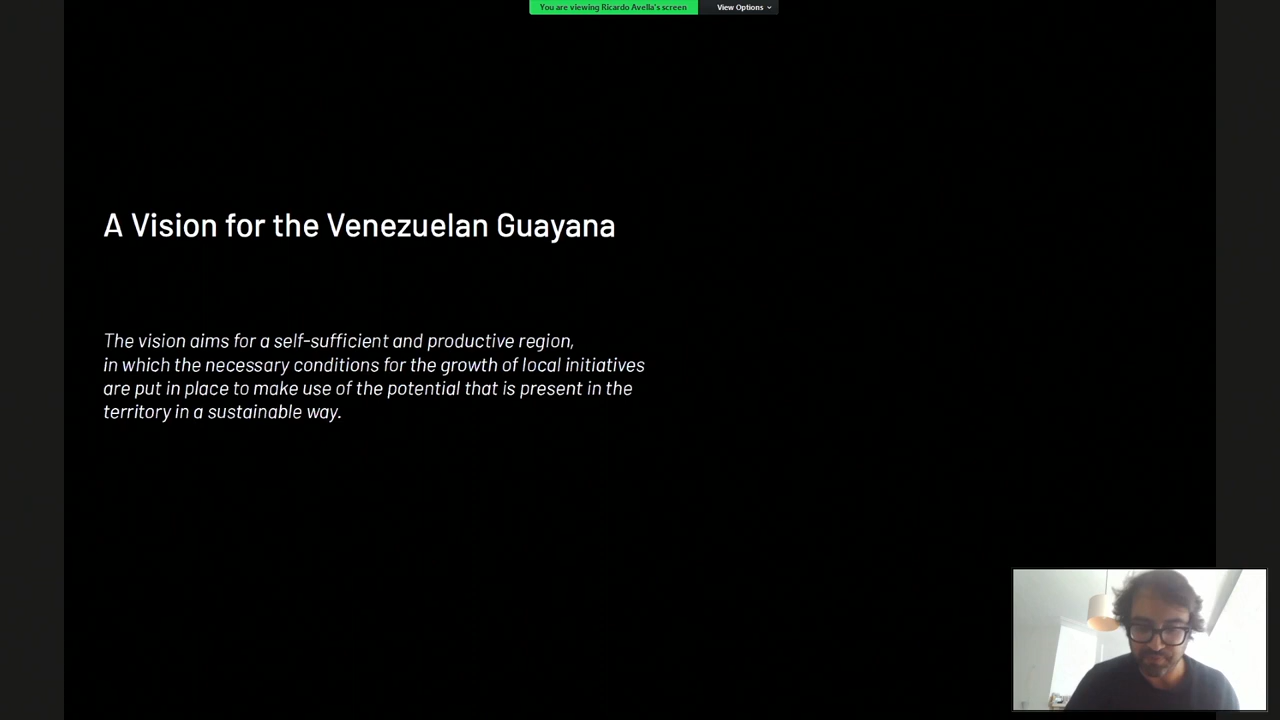 You are viewing Ricardo Avella's screen
View Options
A Vision for the Venezuelan Guayana
The vision aims for a self-sufficient and productive region,
in which the necessary conditions for the growth of local initiatives
are put in place to make use of the potential that is present in the
territory in a sustainable way.